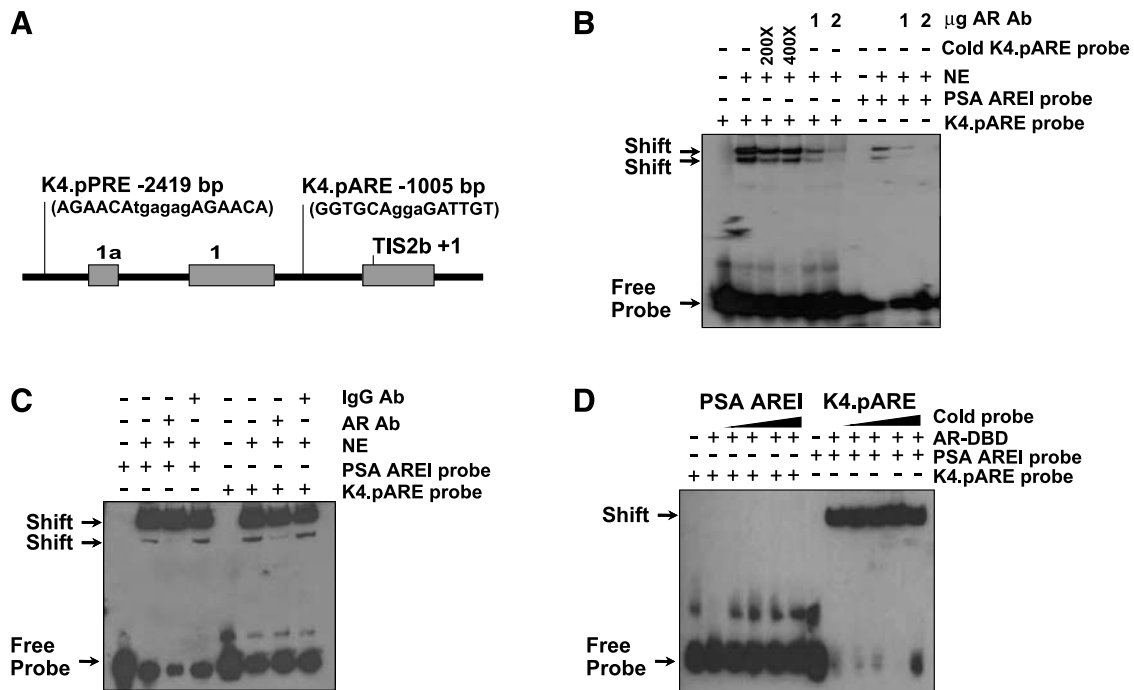 A
K4.pPRE -2419 bp
(AGAACAtgagagAGAACA)
K4.pARE -1005 bp
(GGTGCAggaGATTGT)
1a
1
TIS2b +1
B
1 2 1 2 μg AR Ab
– – 200X 400X – – – – – – Cold K4.pARE probe
– + + + + + – + + + NE
– – – – – – + + + + PSA AREI probe
+ + + + + + – – – – K4.pARE probe
Shift
Shift
Free
Probe
C
– – – + – – – + IgG Ab
– – + – – – + – AR Ab
– + + + – + + + NE
+ + + + – – – – PSA AREI probe
– – – – + + + + K4.pARE probe
Shift
Shift
Free
Probe
D
PSA AREI K4.pARE
Cold probe
– + + + + + – + + + + + AR-DBD
– – – – – – + + + + + + PSA AREI probe
+ + + + + + – – – – – – K4.pARE probe
Shift
Free
Probe